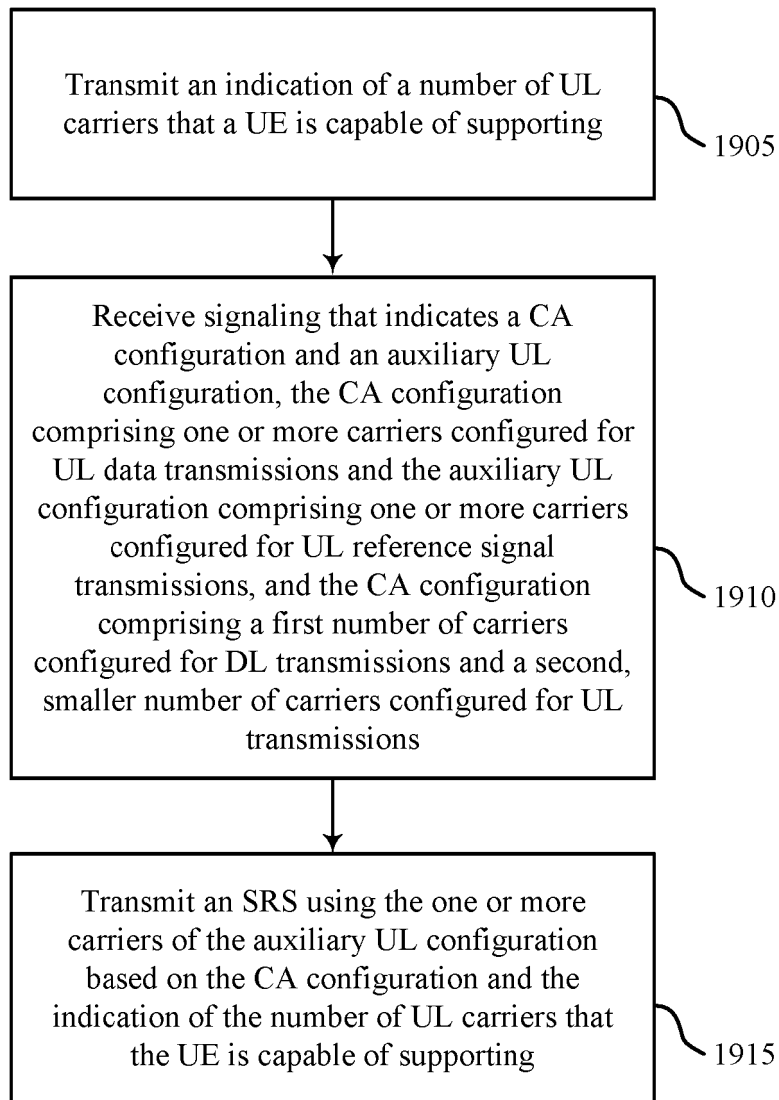 Transmit an indication of a number of UL
carriers that a UE is capable of supporting
1905
Receive signaling that indicates a CA
configuration and an auxiliary UL
configuration, the CA configuration
comprising one or more carriers configured for
UL data transmissions and the auxiliary UL
configuration comprising one or more carriers
configured for UL reference signal
transmissions, and the CA configuration
comprising a first number of carriers
configured for DL transmissions and a second,
smaller number of carriers configured for UL
transmissions
1910
Transmit an SRS using the one or more
carriers of the auxiliary UL configuration
based on the CA configuration and the
indication of the number of UL carriers that
the UE is capable of supporting
1915